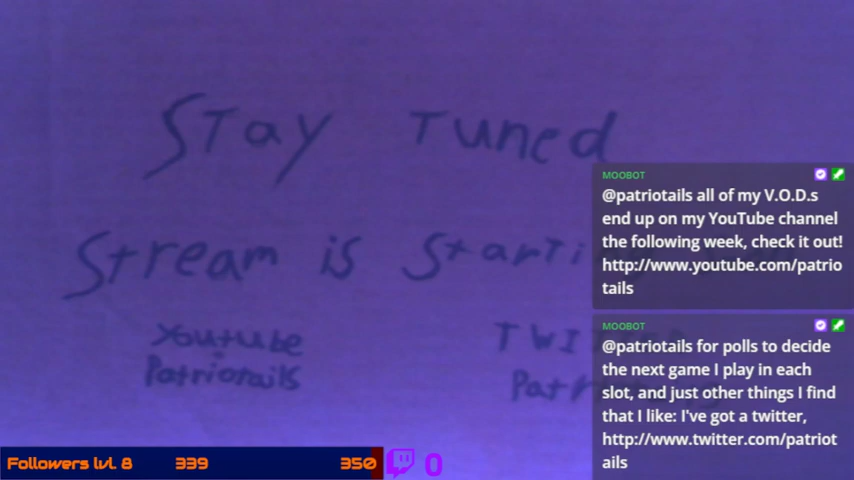 Stay Tuned
Stream is
Youtube
Patriotails
MOOBOT
@patriotails all of my V.O.D.s
end up on my YouTube channel
the following week, check it out!
http://www.youtube.com/patrio
tails
MOOBOT
@patriotails for polls to decide
the next game I play in each
slot, and just other things I find
that I like: I've got a twitter,
http://www.twitter.com/patriot
ails
Followers lvl. 8 339 350 0